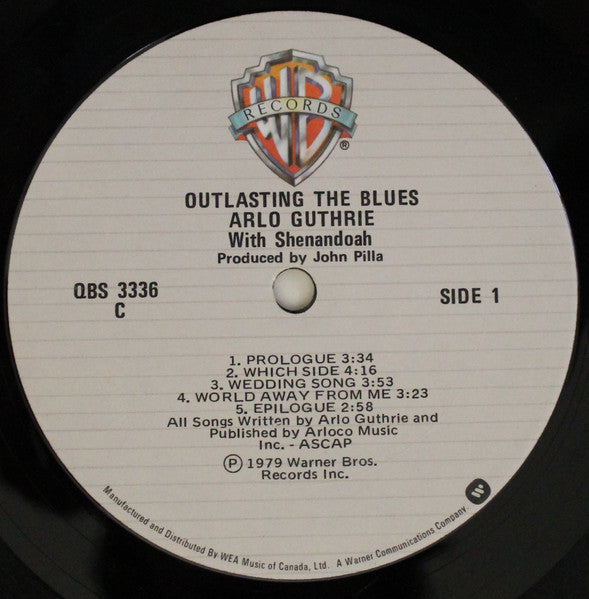 WB
RECORDS
®
OUTLASTING THE BLUES
ARLO GUTHRIE
With Shenandoah
Produced by John Pilla
QBS 3336
C
SIDE 1
1. PROLOGUE 3:34
2. WHICH SIDE 4:16
3. WEDDING SONG 3:53
4. WORLD AWAY FROM ME 3:23
5. EPILOGUE 2:58
All Songs Written by Arlo Guthrie and
Published by Arloco Music
Inc. - ASCAP
Ⓟ 1979 Warner Bros.
Records Inc.
Manufactured and Distributed By WEA Music of Canada, Ltd. A Warner Communications Company